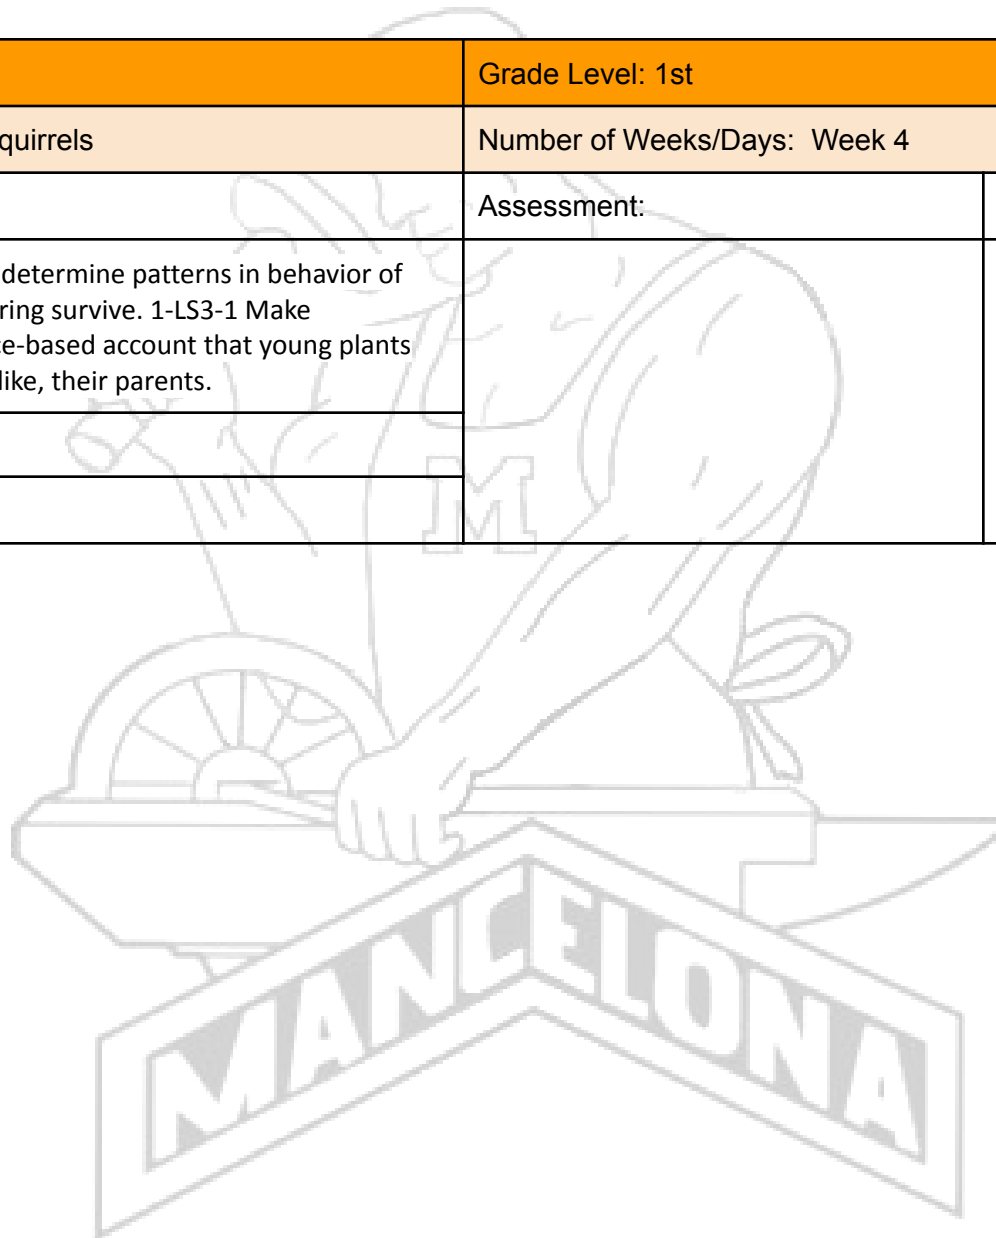 Grade Level: 1st
quirrels
Number of Weeks/Days: Week 4
Assessment:
determine patterns in behavior of
ring survive. 1-LS3-1 Make
ce-based account that young plants
like, their parents.
M
MANCELONA